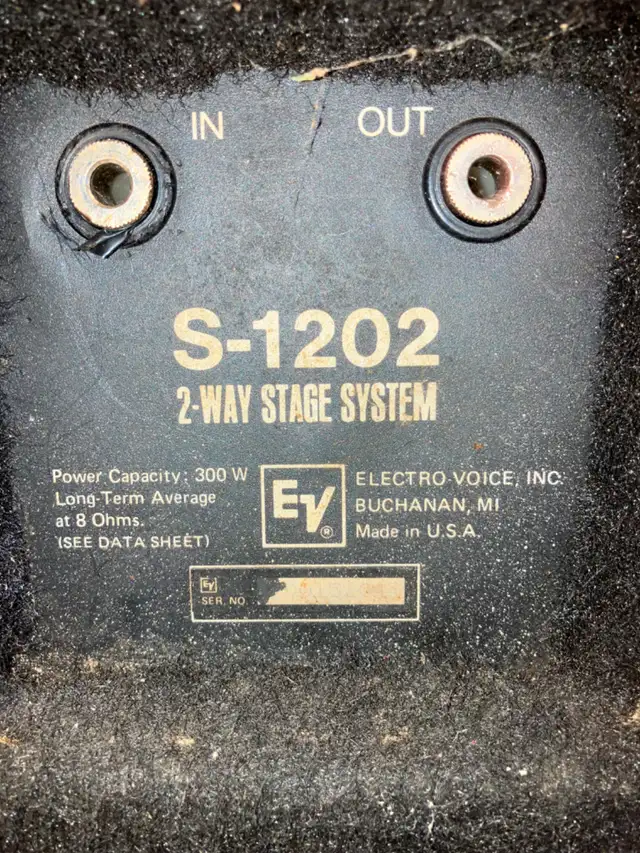 IN OUT
S-1202
2-WAY STAGE SYSTEM
Power Capacity: 300 W
Long-Term Average
at 8 Ohms.
(SEE DATA SHEET)
EV®
ELECTRO-VOICE, INC.
BUCHANAN, MI
Made in U.S.A.
EV
SER. NO.